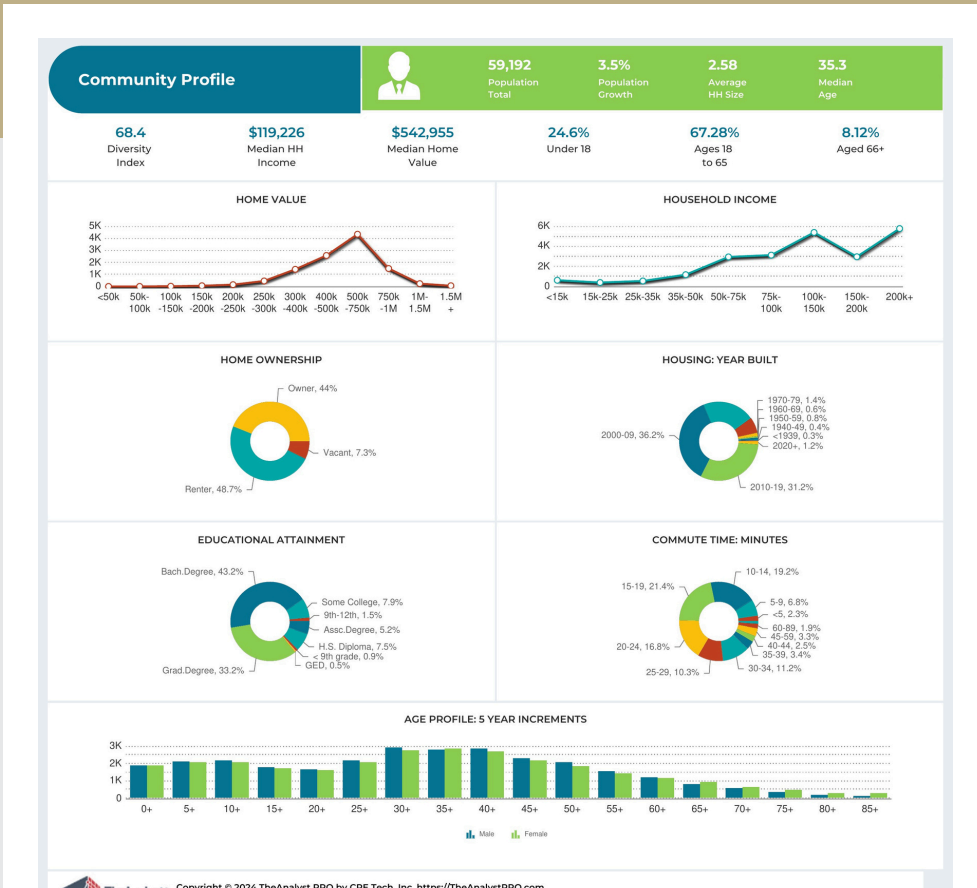 Community Profile
59,192
Population
Total
3.5%
Population
Growth
2.58
Average
HH Size
35.3
Median
Age
68.4
Diversity
Index
$119,226
Median HH
Income
$542,955
Median Home
Value
24.6%
Under 18
67.28%
Ages 18
to 65
8.12%
Aged 66+
HOME VALUE
5K
4K
3K
2K
1K
0
<50k 50k-100k 100k-150k 150k-200k 200k-250k 250k-300k 300k-400k 400k-500k 500k-750k 750k-1M 1M-1.5M 1.5M+
HOUSEHOLD INCOME
6K
4K
2K
0
<15k 15k-25k 25k-35k 35k-50k 50k-75k 75k-100k 100k-150k 150k-200k 200k+
HOME OWNERSHIP
Owner, 44%
Vacant, 7.3%
Renter, 48.7%
HOUSING: YEAR BUILT
1970-79, 1.4%
1960-69, 0.6%
1950-59, 0.8%
1940-49, 0.4%
<1939, 0.3%
2020+, 1.2%
2000-09, 36.2%
2010-19, 31.2%
EDUCATIONAL ATTAINMENT
Bach.Degree, 43.2%
Some College, 7.9%
9th-12th, 1.5%
Assc.Degree, 5.2%
H.S. Diploma, 7.5%
< 9th grade, 0.9%
GED, 0.5%
Grad.Degree, 33.2%
COMMUTE TIME: MINUTES
10-14, 19.2%
15-19, 21.4%
5-9, 6.8%
<5, 2.3%
60-89, 1.9%
45-59, 3.3%
40-44, 2.5%
35-39, 3.4%
30-34, 11.2%
20-24, 16.8%
25-29, 10.3%
AGE PROFILE: 5 YEAR INCREMENTS
3K
2K
1K
0
0+ 5+ 10+ 15+ 20+ 25+ 30+ 35+ 40+ 45+ 50+ 55+ 60+ 65+ 70+ 75+ 80+ 85+
Male Female
Copyright © 2024 TheAnalyst PRO by CRE Tech, Inc. https://TheAnalystPRO.com